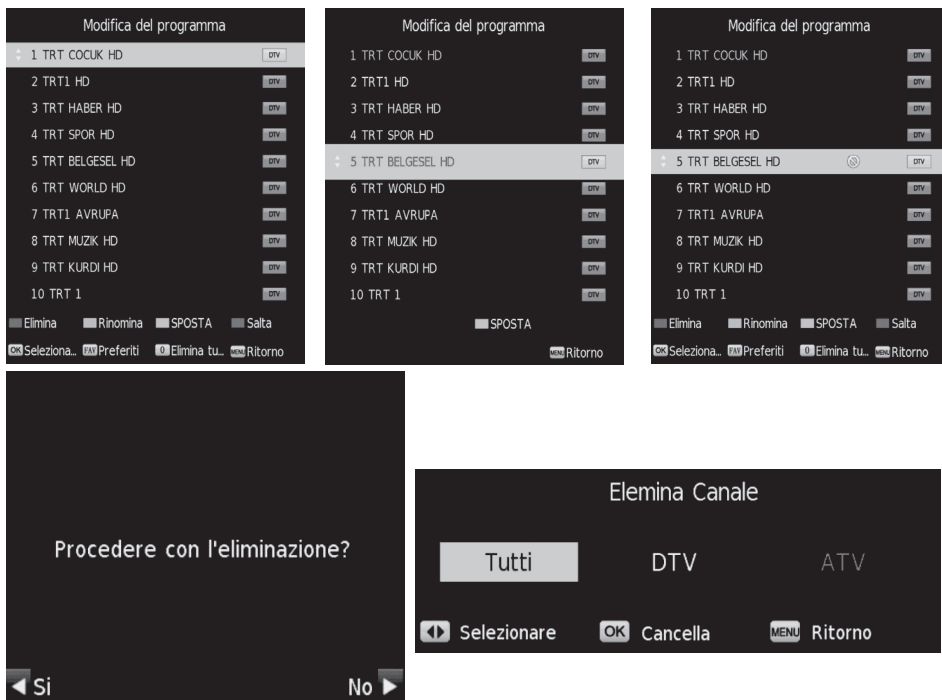 Modifica del programma
1 TRT COCUK HD DTV
2 TRT1 HD DTV
3 TRT HABER HD DTV
4 TRT SPOR HD DTV
5 TRT BELGESEL HD DTV
6 TRT WORLD HD DTV
7 TRT1 AVRUPA DTV
8 TRT MUZIK HD DTV
9 TRT KURDI HD DTV
10 TRT 1 DTV
Elimina Rinomina SPOSTA Salta
OK Seleziona... FAV Preferiti 0 Elimina tu... MENU Ritorno
Modifica del programma
1 TRT COCUK HD DTV
2 TRT1 HD DTV
3 TRT HABER HD DTV
4 TRT SPOR HD DTV
5 TRT BELGESEL HD DTV
6 TRT WORLD HD DTV
7 TRT1 AVRUPA DTV
8 TRT MUZIK HD DTV
9 TRT KURDI HD DTV
10 TRT 1 DTV
SPOSTA
MENU Ritorno
Modifica del programma
1 TRT COCUK HD DTV
2 TRT1 HD DTV
3 TRT HABER HD DTV
4 TRT SPOR HD DTV
5 TRT BELGESEL HD DTV
6 TRT WORLD HD DTV
7 TRT1 AVRUPA DTV
8 TRT MUZIK HD DTV
9 TRT KURDI HD DTV
10 TRT 1 DTV
Elimina Rinomina SPOSTA Salta
OK Seleziona... FAV Preferiti 0 Elimina tu... MENU Ritorno
Procedere con l'eliminazione?
Si No
Elemina Canale
Tutti DTV ATV
Selezionare OK Cancella MENU Ritorno